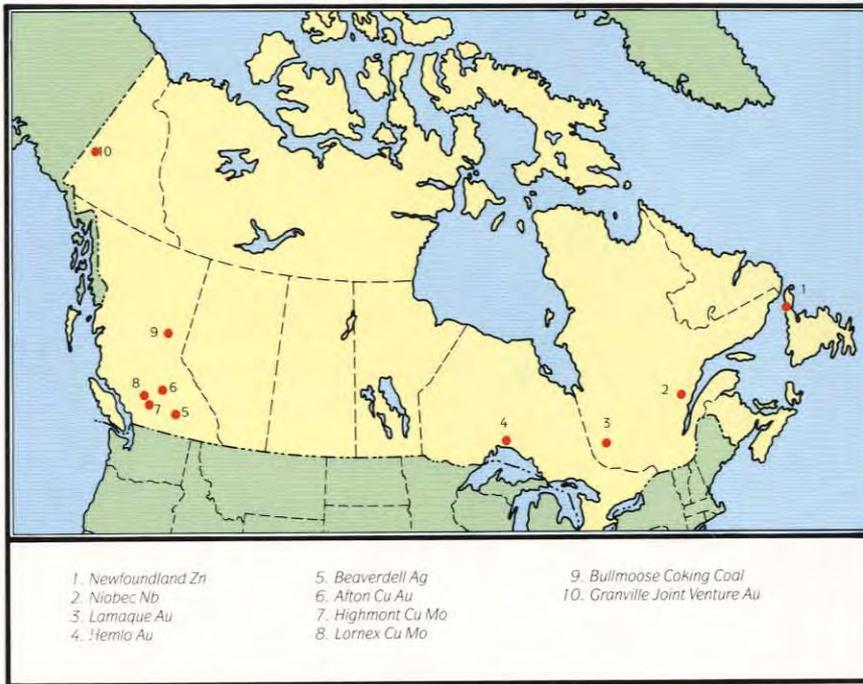 10
1
9
8
6
7
5
2
4
3
1. Newfoundland Zn
2. Niobec Nb
3. Lamaque Au
4. Hemlo Au
5. Beaverdell Ag
6. Afton Cu Au
7. Highmont Cu Mo
8. Lornex Cu Mo
9. Bullmoose Coking Coal
10. Granville Joint Venture Au